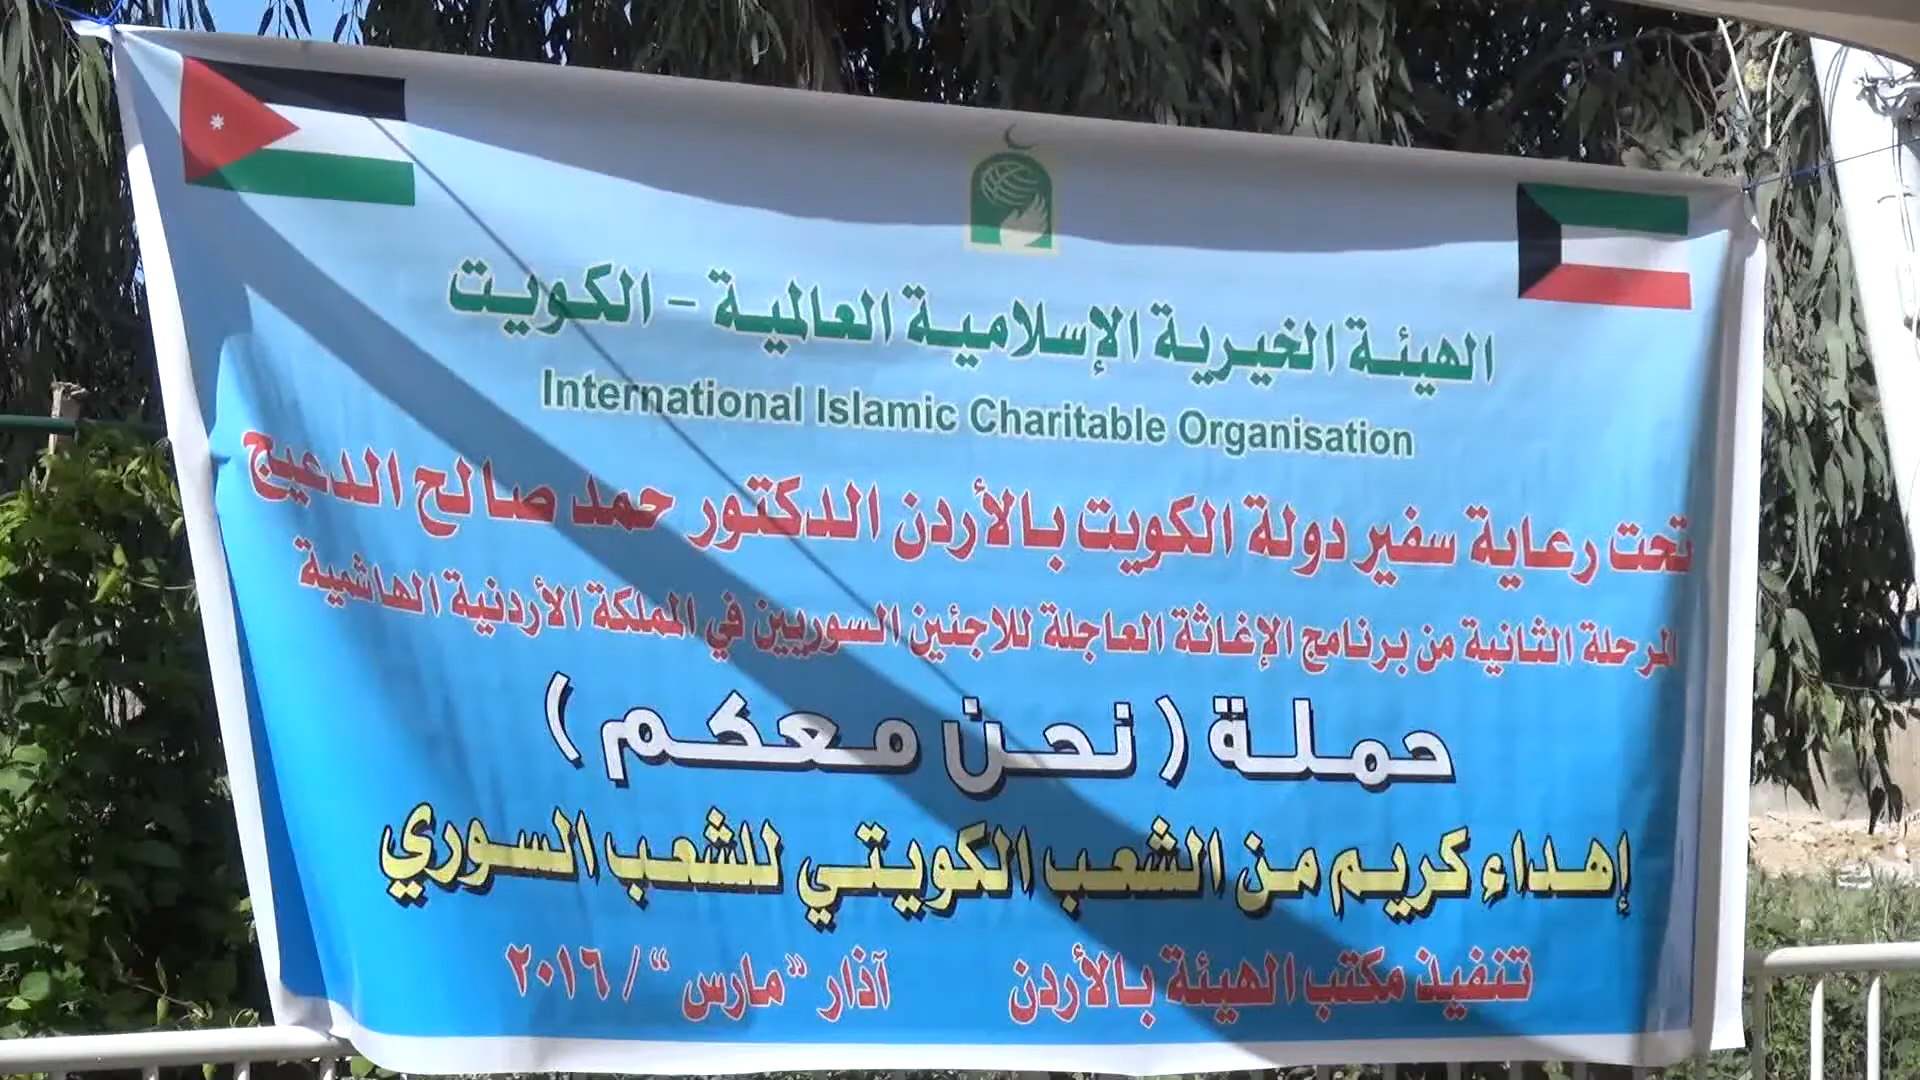 الهيئة الخيرية الإسلامية العالمية - الكويت
International Islamic Charitable Organisation
تحت رعاية سفير دولة الكويت بالأردن الدكتور حمد صالح الدعيج
المرحلة الثانية من برنامج الإغاثة العاجلة للاجئين السوريين في المملكة الأردنية الهاشمية
حملة ( نحن معكم )
إهداء كريم من الشعب الكويتي للشعب السوري
تنفيذ مكتب الهيئة بالأردن آذار "مارس" / ٢٠١٦